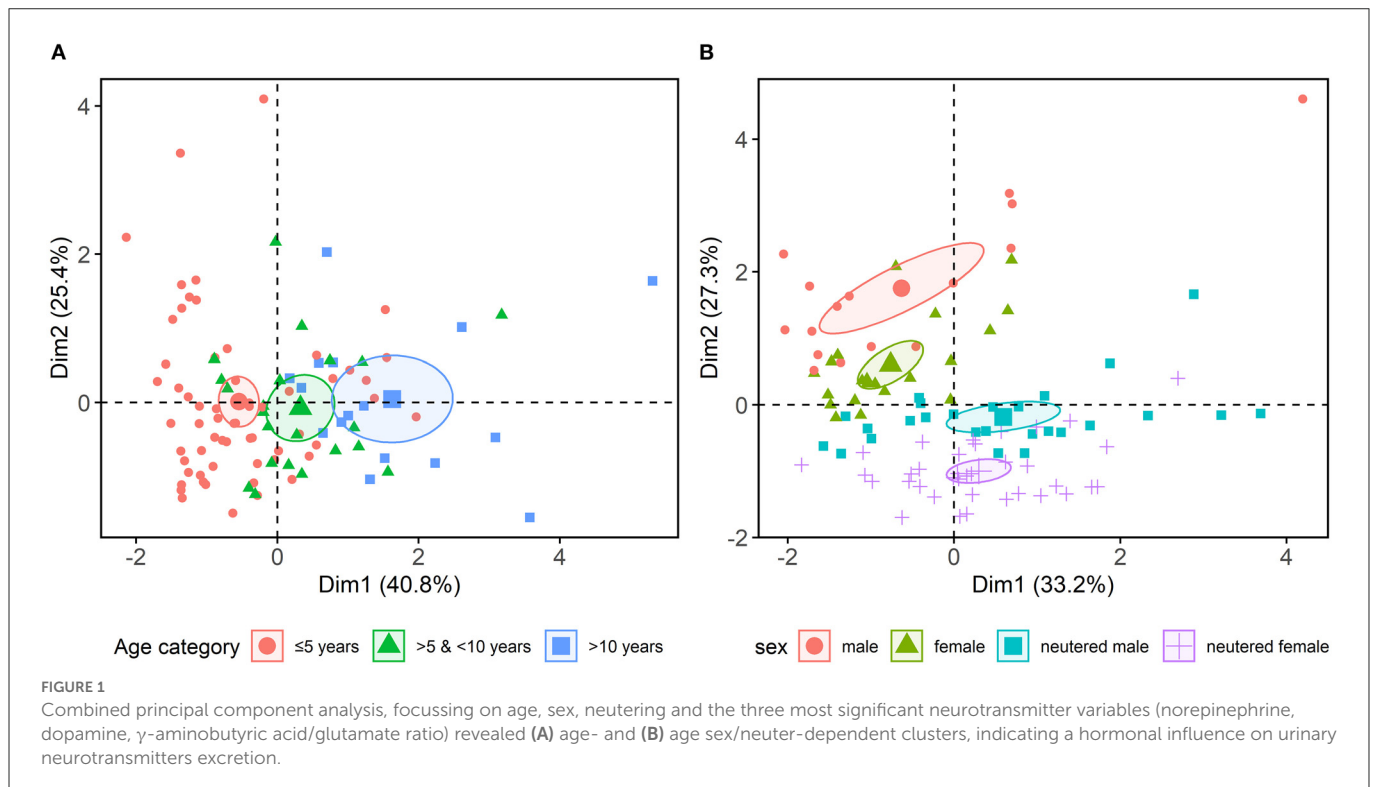 A
B
4
2
0
-2
0
2
4
Dim2 (25.4%)
Dim1 (40.8%)
4
2
0
-2
-2
0
2
4
Dim2 (27.3%)
Dim1 (33.2%)
Age category ≤5 years >5 & <10 years >10 years
sex male female neutered male neutered female
FIGURE 1
Combined principal component analysis, focussing on age, sex, neutering and the three most significant neurotransmitter variables (norepinephrine,
dopamine, γ-aminobutyric acid/glutamate ratio) revealed (A) age- and (B) age sex/neuter-dependent clusters, indicating a hormonal influence on urinary
neurotransmitters excretion.